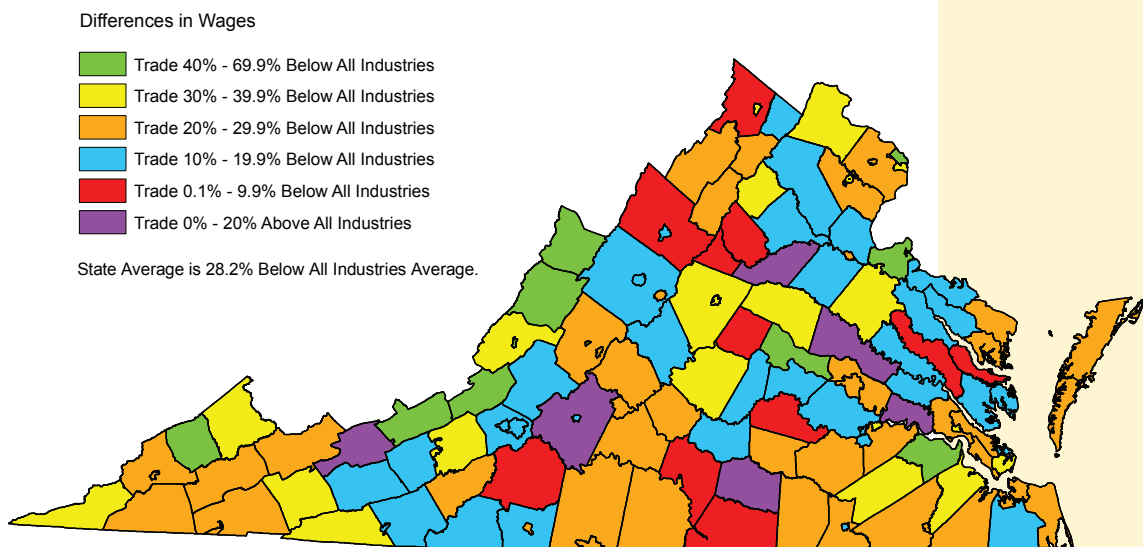 Differences in Wages
Trade 40% - 69.9% Below All Industries
Trade 30% - 39.9% Below All Industries
Trade 20% - 29.9% Below All Industries
Trade 10% - 19.9% Below All Industries
Trade 0.1% - 9.9% Below All Industries
Trade 0% - 20% Above All Industries
State Average is 28.2% Below All Industries Average.